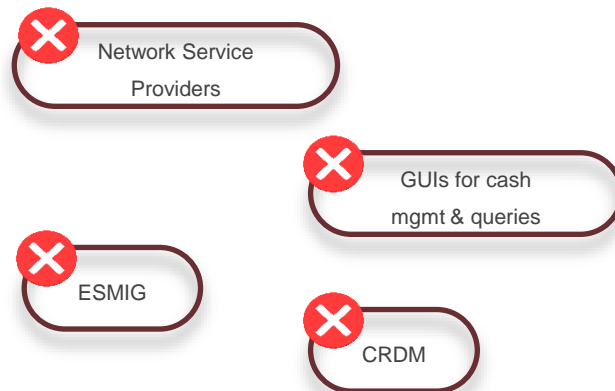 Network Service
Providers
GUIs for cash
mgmt & queries
ESMIG
CRDM